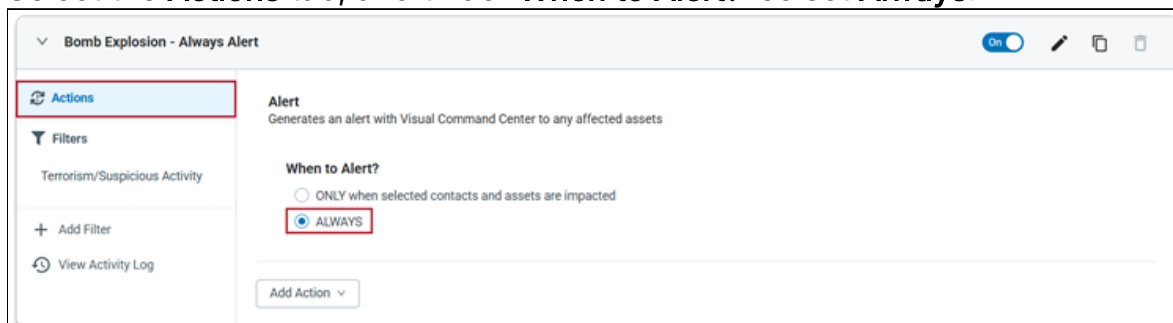 Bomb Explosion - Always Alert
On
Actions
Filters
Terrorism/Suspicious Activity
Add Filter
View Activity Log
Alert
Generates an alert with Visual Command Center to any affected assets
When to Alert?
ONLY when selected contacts and assets are impacted
ALWAYS
Add Action